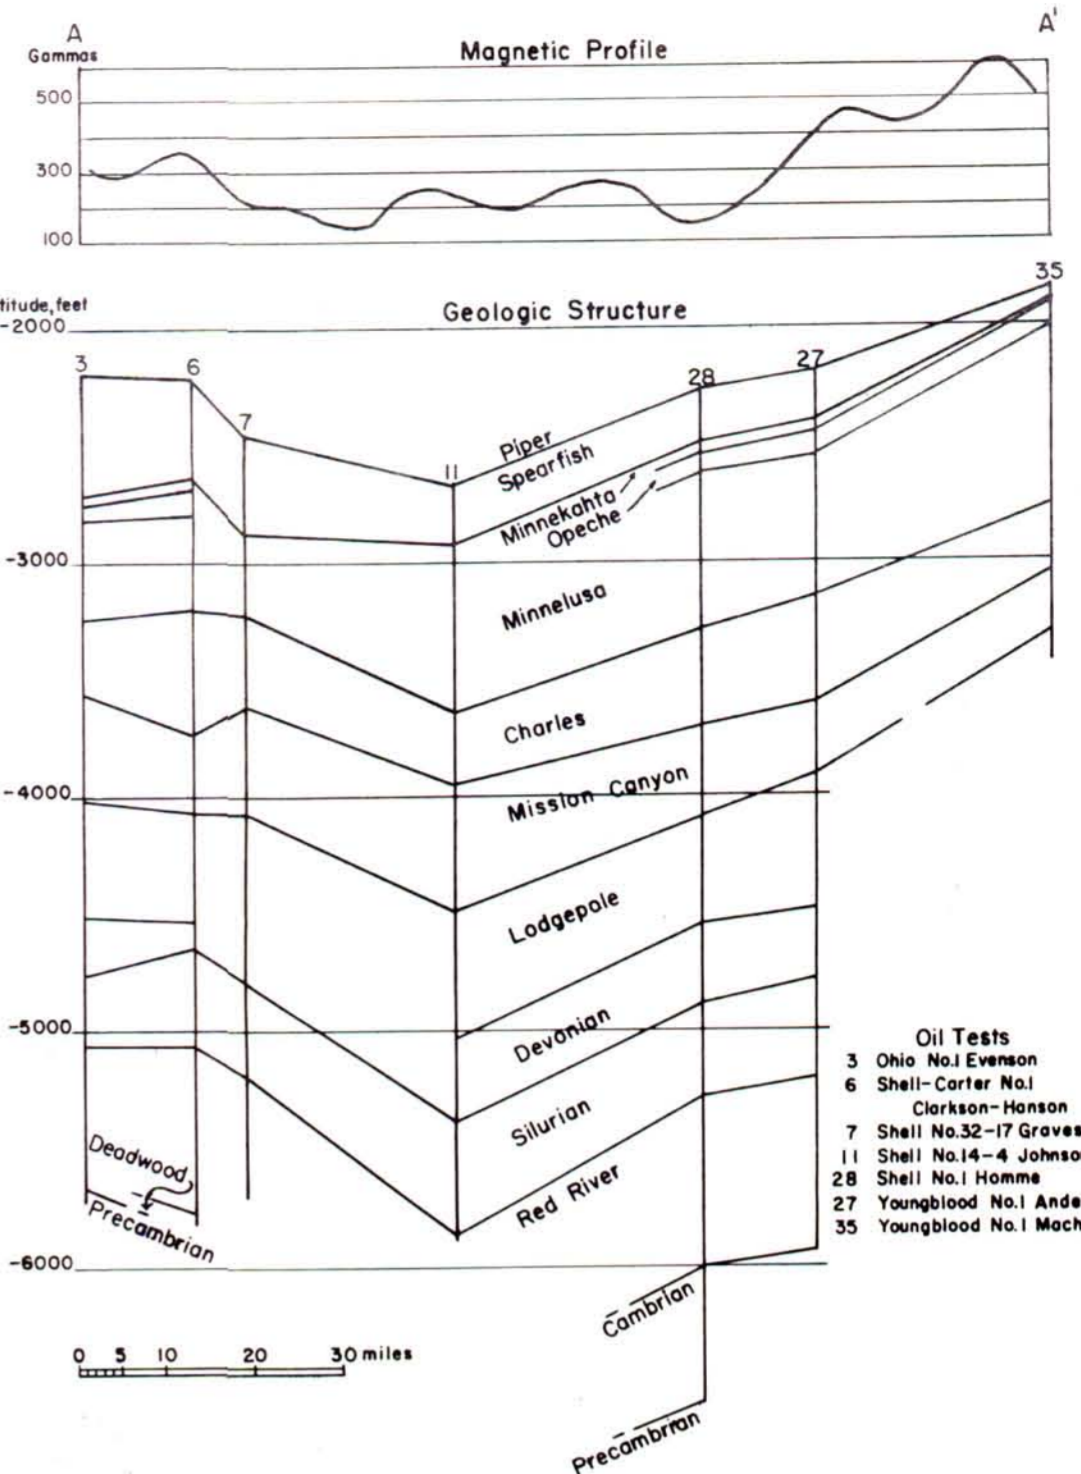 A
A'
Gammas
Magnetic Profile
500
300
100
35
titude, feet
Geologic Structure
-2000
3
6
7
11
28
27
Piper
Spearfish
Minnekahta
Opeche
-3000
Minnelusa
Charles
-4000
Mission Canyon
Lodgepole
-5000
Devonian
Silurian
Red River
Deadwood
Precambrian
-6000
Cambrian
Precambrian
Oil Tests
3 Ohio No.1 Evenson
6 Shell-Carter No.1
Clarkson-Hanson
7 Shell No.32-17 Graves
11 Shell No.14-4 Johnso
28 Shell No.1 Homme
27 Youngblood No.1 Ande
35 Youngblood No.1 Mach
0 5 10 20 30 miles